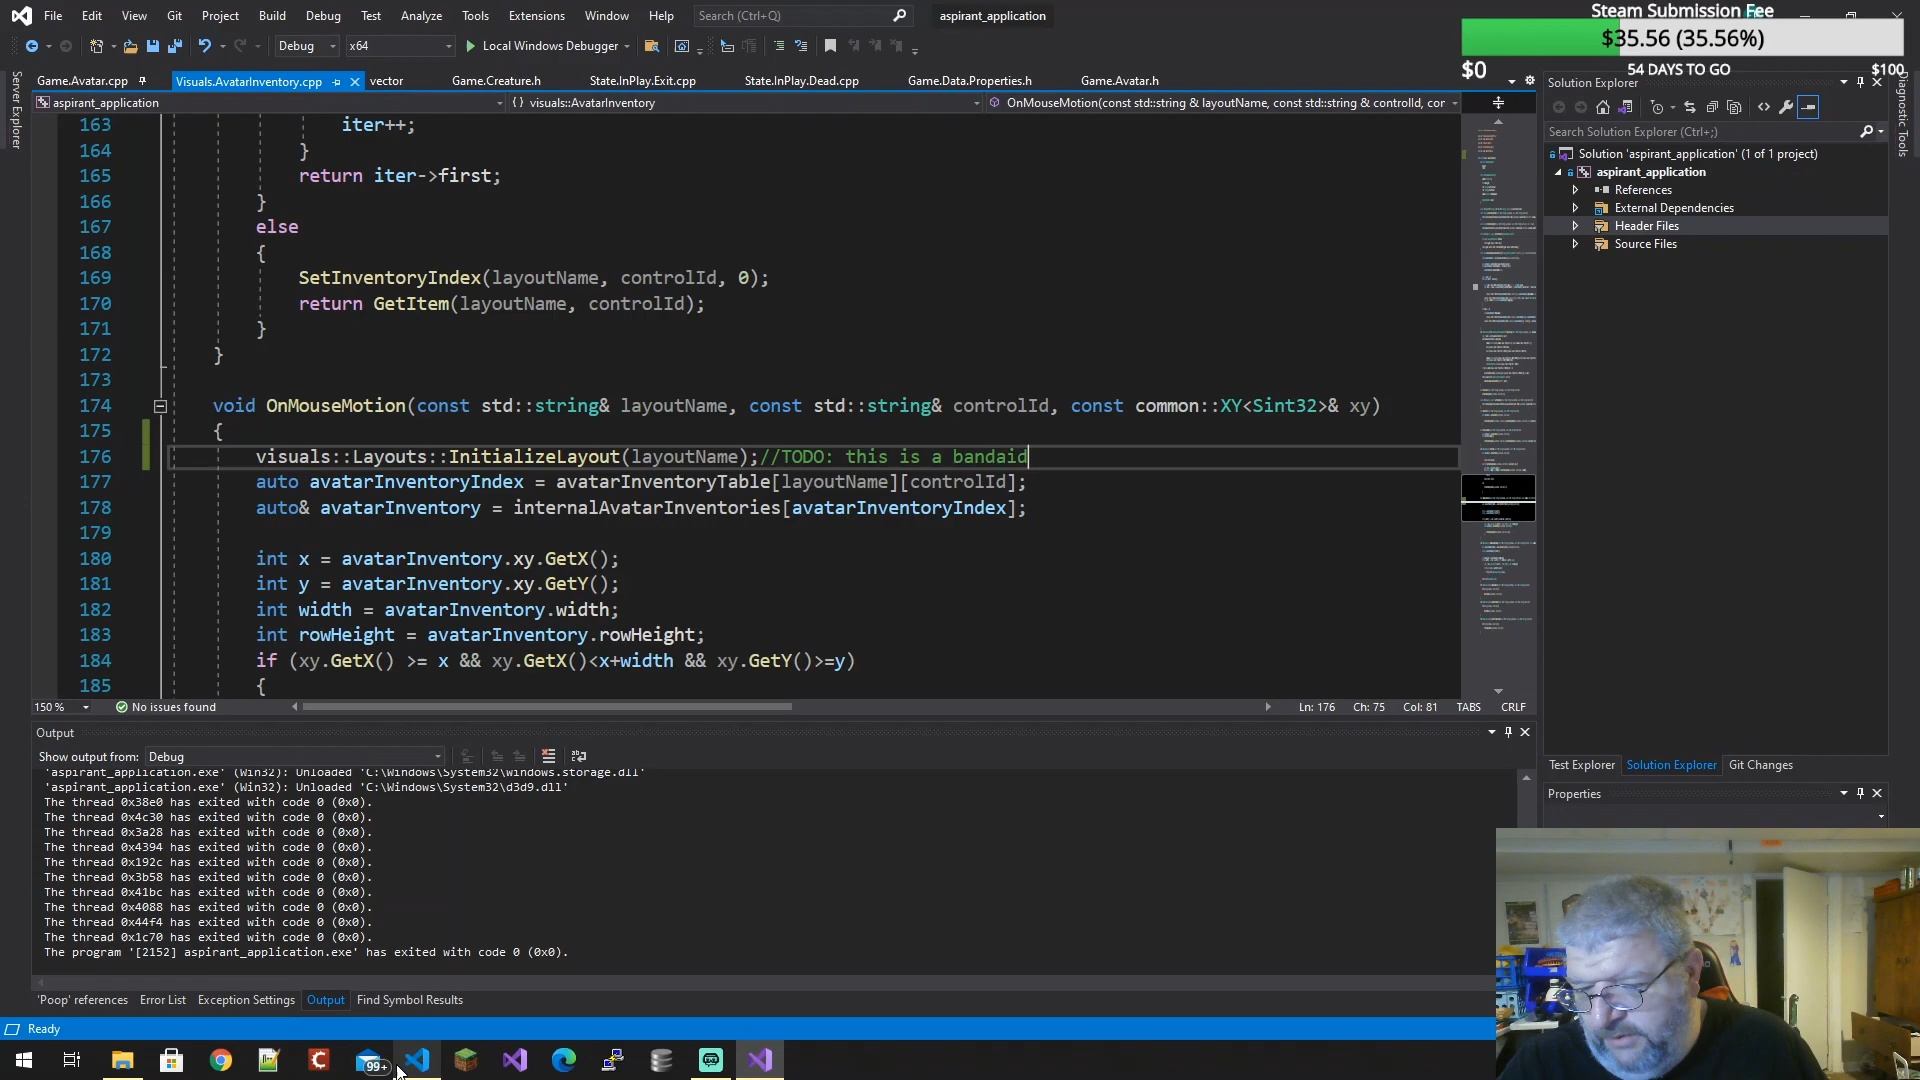 File Edit View Git Project Build Debug Test Analyze Tools Extensions Window Help Search (Ctrl+Q) aspirant_application
Steam Submission Fee
$35.56 (35.56%)
$0 54 DAYS TO GO $100
Debug x64 Local Windows Debugger
Server Explorer
Game.Avatar.cpp Visuals.AvatarInventory.cpp vector Game.Creature.h State.InPlay.Exit.cpp State.InPlay.Dead.cpp Game.Data.Properties.h Game.Avatar.h
aspirant_application {} visuals::AvatarInventory OnMouseMotion(const std::string & layoutName, const std::string & controlId, cor
163 iter++;
164 }
165 return iter->first;
166 }
167 else
168 {
169 SetInventoryIndex(layoutName, controlId, 0);
170 return GetItem(layoutName, controlId);
171 }
172 }
173
174 void OnMouseMotion(const std::string& layoutName, const std::string& controlId, const common::XY<Sint32>& xy)
175 {
176 visuals::Layouts::InitializeLayout(layoutName);//TODO: this is a bandaid
177 auto avatarInventoryIndex = avatarInventoryTable[layoutName][controlId];
178 auto& avatarInventory = internalAvatarInventories[avatarInventoryIndex];
179
180 int x = avatarInventory.xy.GetX();
181 int y = avatarInventory.xy.GetY();
182 int width = avatarInventory.width;
183 int rowHeight = avatarInventory.rowHeight;
184 if (xy.GetX() >= x && xy.GetX()<x+width && xy.GetY()>=y)
185 {
150 % No issues found Ln: 176 Ch: 75 Col: 81 TABS CRLF
Output
Show output from: Debug
'aspirant_application.exe' (Win32): Unloaded 'C:\Windows\System32\windows.storage.dll'
'aspirant_application.exe' (Win32): Unloaded 'C:\Windows\System32\d3d9.dll'
The thread 0x38e0 has exited with code 0 (0x0).
The thread 0x4c30 has exited with code 0 (0x0).
The thread 0x3a28 has exited with code 0 (0x0).
The thread 0x4394 has exited with code 0 (0x0).
The thread 0x192c has exited with code 0 (0x0).
The thread 0x3b58 has exited with code 0 (0x0).
The thread 0x41bc has exited with code 0 (0x0).
The thread 0x4088 has exited with code 0 (0x0).
The thread 0x44f4 has exited with code 0 (0x0).
The thread 0x1c70 has exited with code 0 (0x0).
The program '[2152] aspirant_application.exe' has exited with code 0 (0x0).
'Poop' references Error List Exception Settings Output Find Symbol Results
Ready
99+
Solution Explorer
Search Solution Explorer (Ctrl+;)
Solution 'aspirant_application' (1 of 1 project)
aspirant_application
References
External Dependencies
Header Files
Source Files
Test Explorer Solution Explorer Git Changes
Properties
Diagnostic Tools